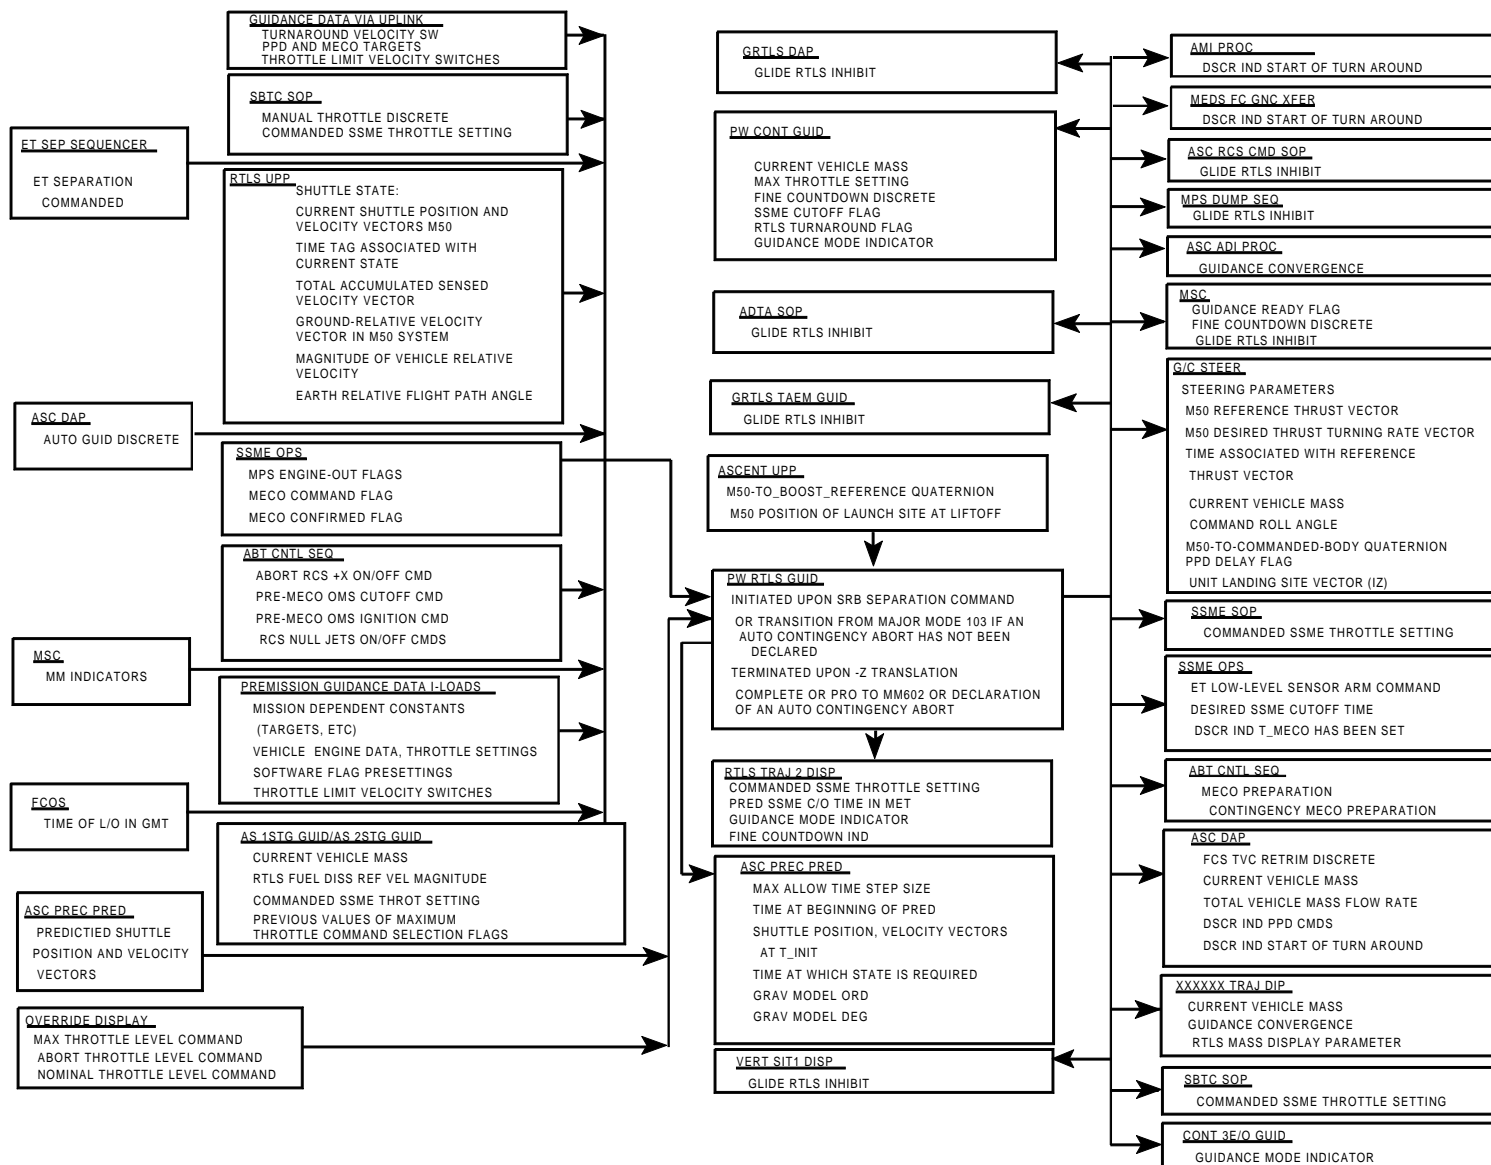 GUIDANCE DATA VIA UPLINK
TURNAROUND VELOCITY SW
PPD AND MECO TARGETS
THROTTLE LIMIT VELOCITY SWITCHES
SBTC SOP
MANUAL THROTTLE DISCRETE
COMMANDED SSME THROTTLE SETTING
ET SEP SEQUENCER
ET SEPARATION
COMMANDED
RTLS UPP
SHUTTLE STATE:
CURRENT SHUTTLE POSITION AND
VELOCITY VECTORS M50
TIME TAG ASSOCIATED WITH
CURRENT STATE
TOTAL ACCUMULATED SENSED
VELOCITY VECTOR
GROUND-RELATIVE VELOCITY
VECTOR IN M50 SYSTEM
MAGNITUDE OF VEHICLE RELATIVE
VELOCITY
EARTH RELATIVE FLIGHT PATH ANGLE
ASC DAP
AUTO GUID DISCRETE
SSME OPS
MPS ENGINE-OUT FLAGS
MECO COMMAND FLAG
MECO CONFIRMED FLAG
ABT CNTL SEQ
ABORT RCS +X ON/OFF CMD
PRE-MECO OMS CUTOFF CMD
PRE-MECO OMS IGNITION CMD
RCS NULL JETS ON/OFF CMDS
MSC
MM INDICATORS
PREMISSION GUIDANCE DATA I-LOADS
MISSION DEPENDENT CONSTANTS
(TARGETS, ETC)
VEHICLE ENGINE DATA, THROTTLE SETTINGS
SOFTWARE FLAG PRESETTINGS
THROTTLE LIMIT VELOCITY SWITCHES
FCOS
TIME OF L/O IN GMT
AS 1STG GUID/AS 2STG GUID
CURRENT VEHICLE MASS
RTLS FUEL DISS REF VEL MAGNITUDE
COMMANDED SSME THROT SETTING
PREVIOUS VALUES OF MAXIMUM
THROTTLE COMMAND SELECTION FLAGS
ASC PREC PRED
PREDICTIED SHUTTLE
POSITION AND VELOCITY
VECTORS
OVERRIDE DISPLAY
MAX THROTTLE LEVEL COMMAND
ABORT THROTTLE LEVEL COMMAND
NOMINAL THROTTLE LEVEL COMMAND
GRTLS DAP
GLIDE RTLS INHIBIT
PW CONT GUID
CURRENT VEHICLE MASS
MAX THROTTLE SETTING
FINE COUNTDOWN DISCRETE
SSME CUTOFF FLAG
RTLS TURNAROUND FLAG
GUIDANCE MODE INDICATOR
ADTA SOP
GLIDE RTLS INHIBIT
GRTLS TAEM GUID
GLIDE RTLS INHIBIT
ASCENT UPP
M50-TO_BOOST_REFERENCE QUATERNION
M50 POSITION OF LAUNCH SITE AT LIFTOFF
PW RTLS GUID
INITIATED UPON SRB SEPARATION COMMAND
OR TRANSITION FROM MAJOR MODE 103 IF AN
AUTO CONTINGENCY ABORT HAS NOT BEEN
DECLARED
TERMINATED UPON -Z TRANSLATION
COMPLETE OR PRO TO MM602 OR DECLARATION
OF AN AUTO CONTINGENCY ABORT
RTLS TRAJ 2 DISP
COMMANDED SSME THROTTLE SETTING
PRED SSME C/O TIME IN MET
GUIDANCE MODE INDICATOR
FINE COUNTDOWN IND
ASC PREC PRED
MAX ALLOW TIME STEP SIZE
TIME AT BEGINNING OF PRED
SHUTTLE POSITION, VELOCITY VECTORS
AT T_INIT
TIME AT WHICH STATE IS REQUIRED
GRAV MODEL ORD
GRAV MODEL DEG
VERT SIT1 DISP
GLIDE RTLS INHIBIT
AMI PROC
DSCR IND START OF TURN AROUND
MEDS FC GNC XFER
DSCR IND START OF TURN AROUND
ASC RCS CMD SOP
GLIDE RTLS INHIBIT
MPS DUMP SEQ
GLIDE RTLS INHIBIT
ASC ADI PROC
GUIDANCE CONVERGENCE
MSC
GUIDANCE READY FLAG
FINE COUNTDOWN DISCRETE
GLIDE RTLS INHIBIT
G/C STEER
STEERING PARAMETERS
M50 REFERENCE THRUST VECTOR
M50 DESIRED THRUST TURNING RATE VECTOR
TIME ASSOCIATED WITH REFERENCE
THRUST VECTOR
CURRENT VEHICLE MASS
COMMAND ROLL ANGLE
M50-TO-COMMANDED-BODY QUATERNION
PPD DELAY FLAG
UNIT LANDING SITE VECTOR (IZ)
SSME SOP
COMMANDED SSME THROTTLE SETTING
SSME OPS
ET LOW-LEVEL SENSOR ARM COMMAND
DESIRED SSME CUTOFF TIME
DSCR IND T_MECO HAS BEEN SET
ABT CNTL SEQ
MECO PREPARATION
CONTINGENCY MECO PREPARATION
ASC DAP
FCS TVC RETRIM DISCRETE
CURRENT VEHICLE MASS
TOTAL VEHICLE MASS FLOW RATE
DSCR IND PPD CMDS
DSCR IND START OF TURN AROUND
XXXXXX TRAJ DIP
CURRENT VEHICLE MASS
GUIDANCE CONVERGENCE
RTLS MASS DISPLAY PARAMETER
SBTC SOP
COMMANDED SSME THROTTLE SETTING
CONT 3E/O GUID
GUIDANCE MODE INDICATOR